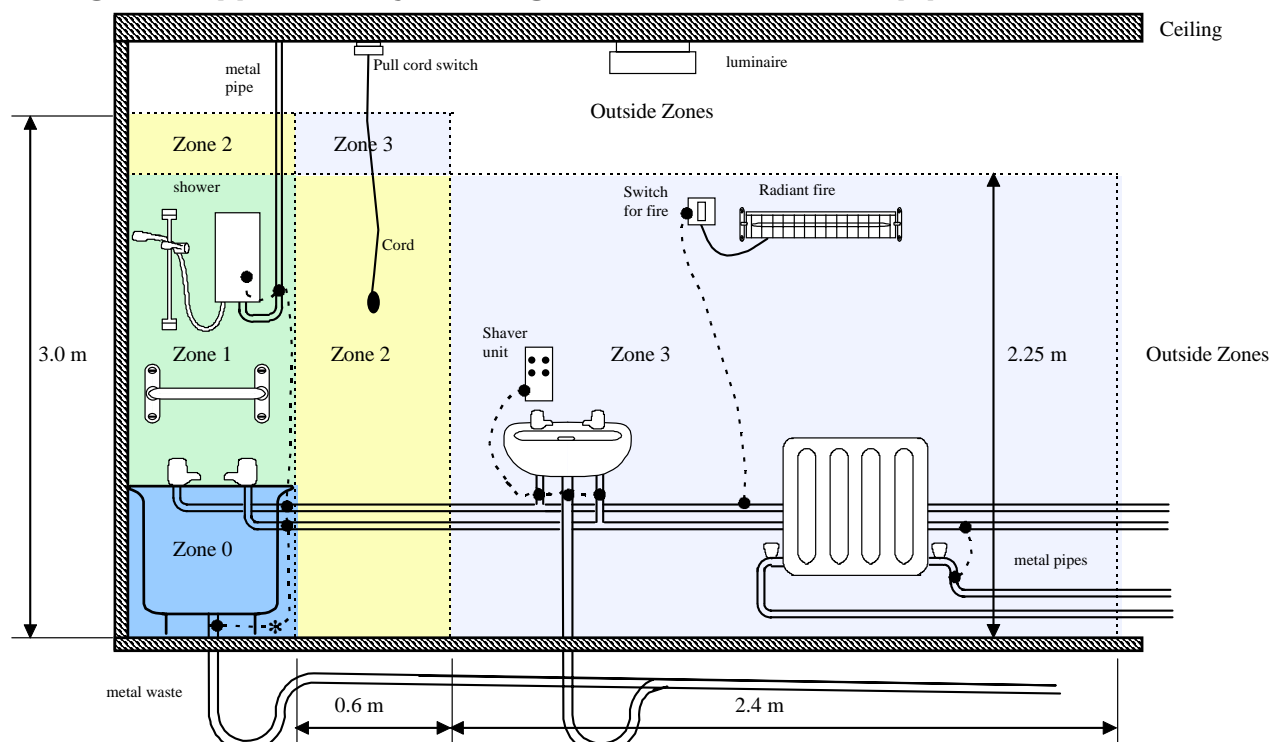 Ceiling
metal
pipe
Pull cord switch
luminaire
Outside Zones
Zone 2
Zone 3
shower
Switch
for fire
Radiant fire
Cord
3.0 m
Zone 1
Zone 2
Shaver
unit
Zone 3
2.25 m
Outside Zones
Zone 0
metal pipes
*
metal waste
0.6 m
2.4 m